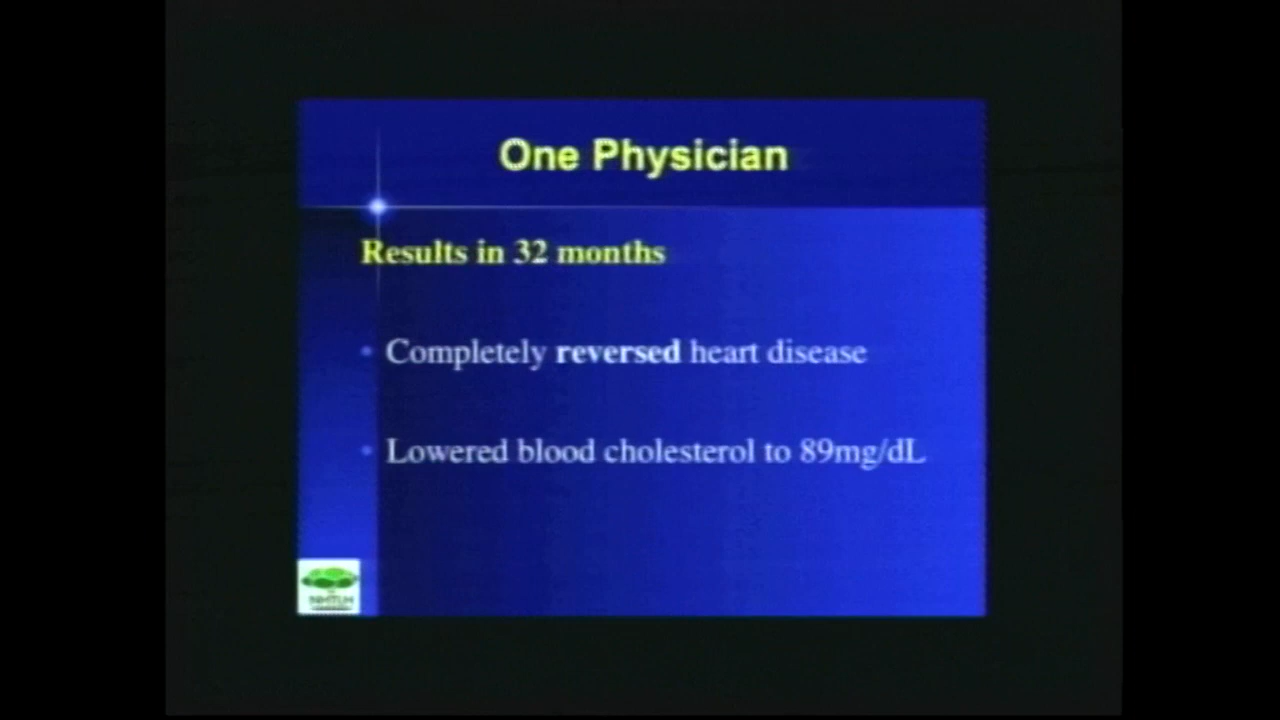 One Physician
Results in 32 months
• Completely reversed heart disease
• Lowered blood cholesterol to 89mg/dL